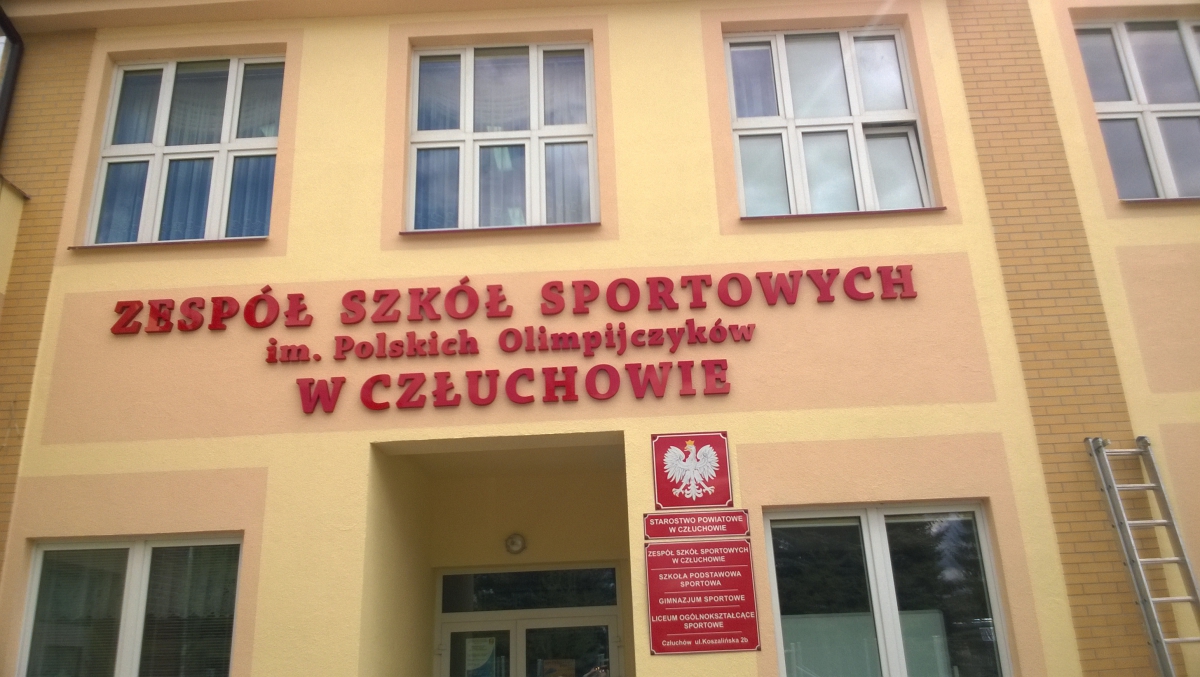 ZESPÓŁ SZKÓŁ SPORTOWYCH
im. Polskich Olimpijczyków
W CZŁUCHOWIE
STAROSTWO POWIATOWE
W CZŁUCHOWIE
ZESPÓŁ SZKÓŁ SPORTOWYCH
W CZŁUCHOWIE
SZKOŁA PODSTAWOWA
SPORTOWA
GIMNAZJUM SPORTOWE
LICEUM OGÓLNOKSZTAŁCĄCE
SPORTOWE
Człuchów ul.Koszalińska 2b